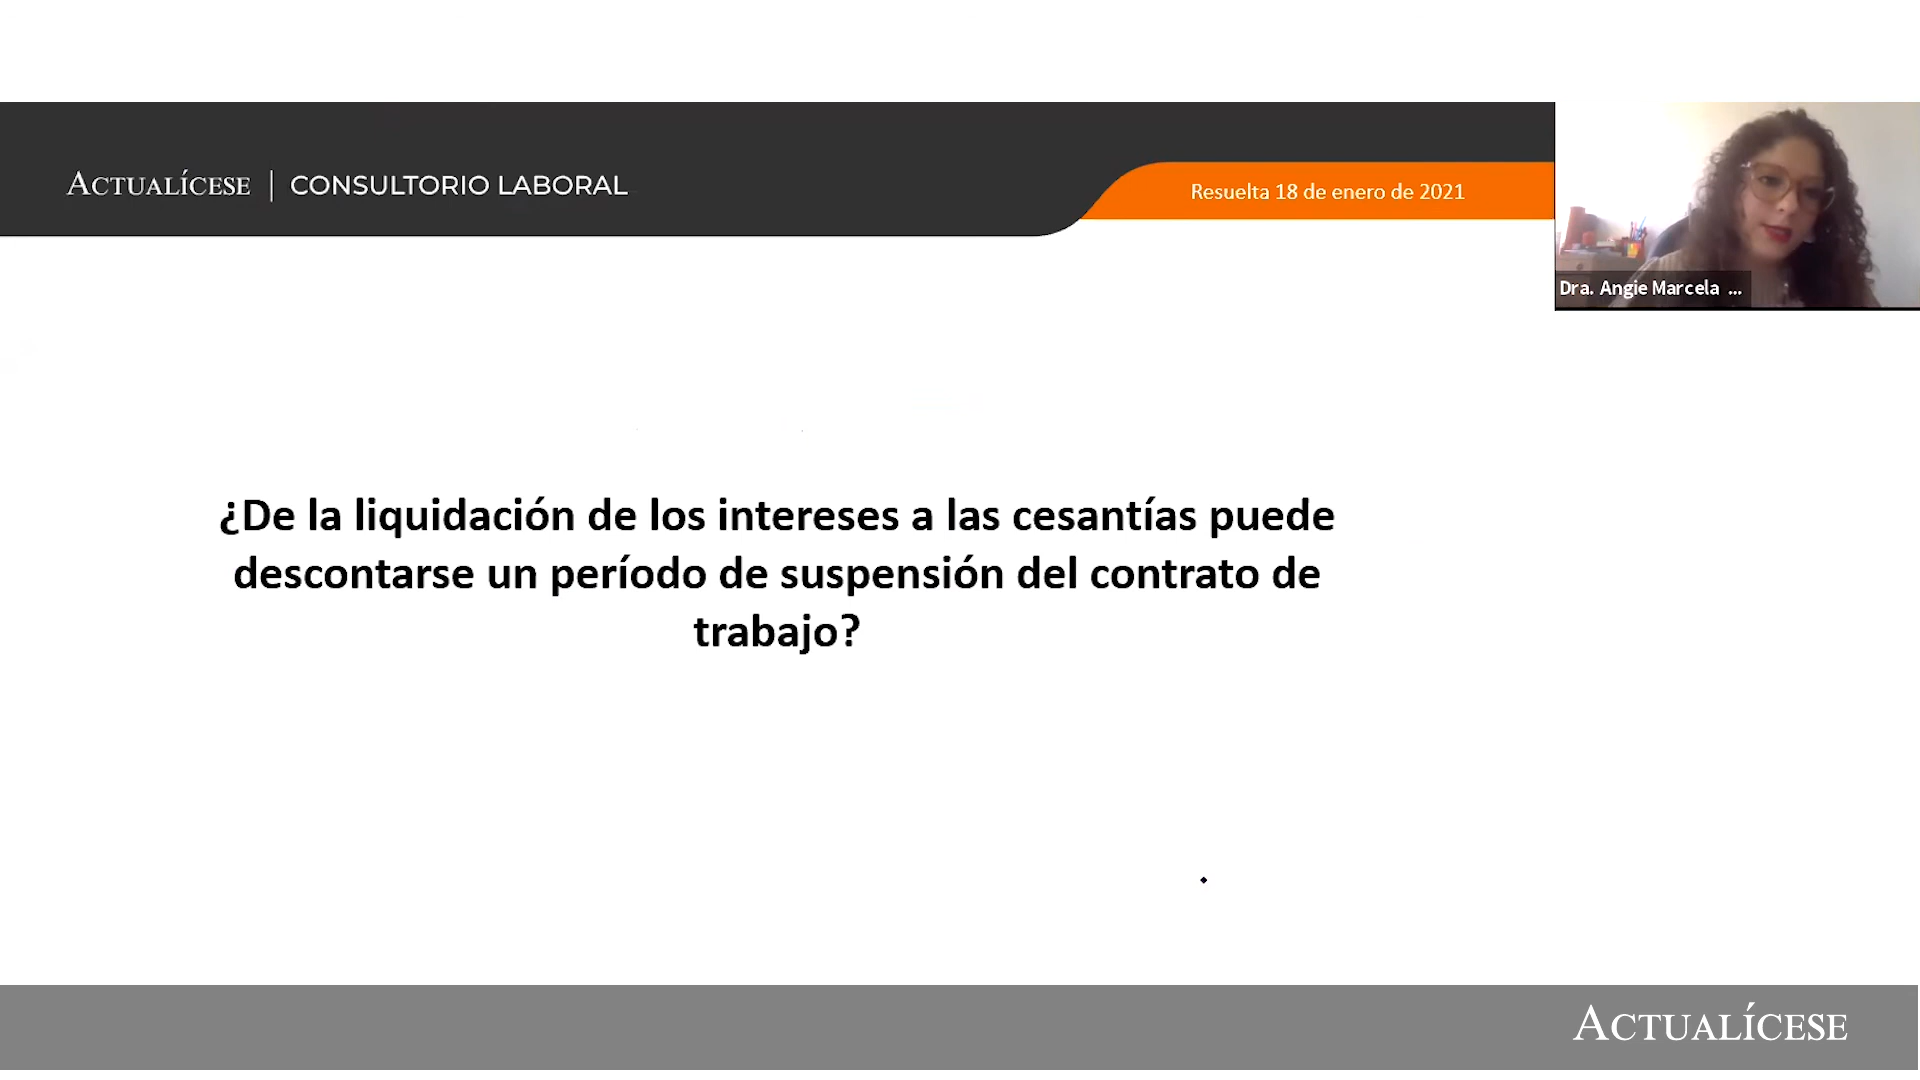 ACTUALÍCESE | CONSULTORIO LABORAL
Resuelta 18 de enero de 2021
Dra. Angie Marcela ...
¿De la liquidación de los intereses a las cesantías puede
descontarse un período de suspensión del contrato de
trabajo?
ACTUALÍCESE